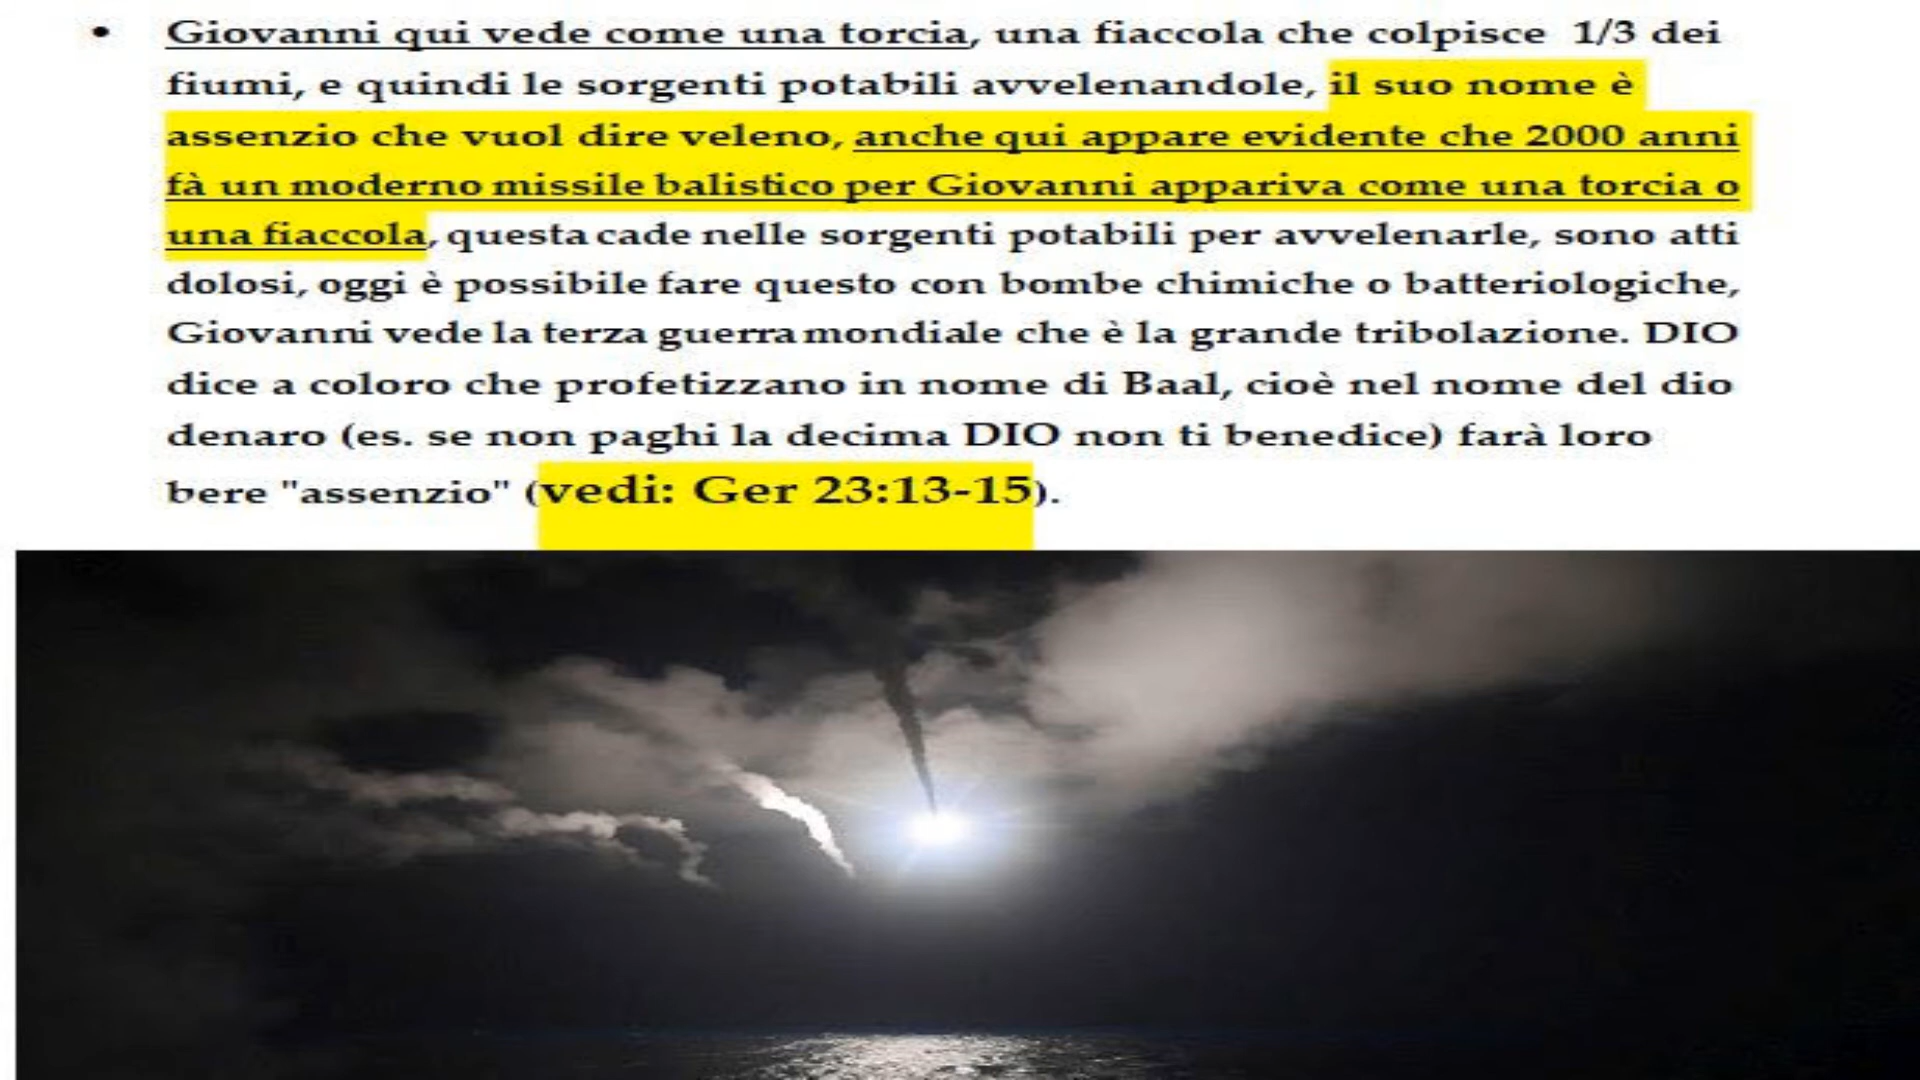 • Giovanni qui vede come una torcia, una fiaccola che colpisce 1/3 dei
fiumi, e quindi le sorgenti potabili avvelenandole, il suo nome è
assenzio che vuol dire veleno, anche qui appare evidente che 2000 anni
fà un moderno missile balistico per Giovanni appariva come una torcia o
una fiaccola, questa cade nelle sorgenti potabili per avvelenarle, sono atti
dolosi, oggi è possibile fare questo con bombe chimiche o batteriologiche,
Giovanni vede la terza guerra mondiale che è la grande tribolazione. DIO
dice a coloro che profetizzano in nome di Baal, cioè nel nome del dio
denaro (es. se non paghi la decima DIO non ti benedice) farà loro
bere "assenzio" (vedi: Ger 23:13-15).